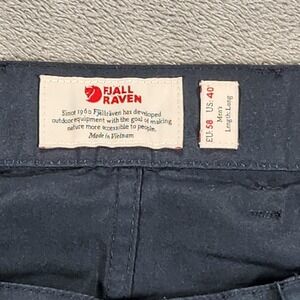 FJALL
RAVEN
Since 1960 Fjällräven has developed
outdoor equipment with the goal of making
nature more accessible to people.
Made in Vietnam
EU: 58 US: 40
Men's
Length: Long